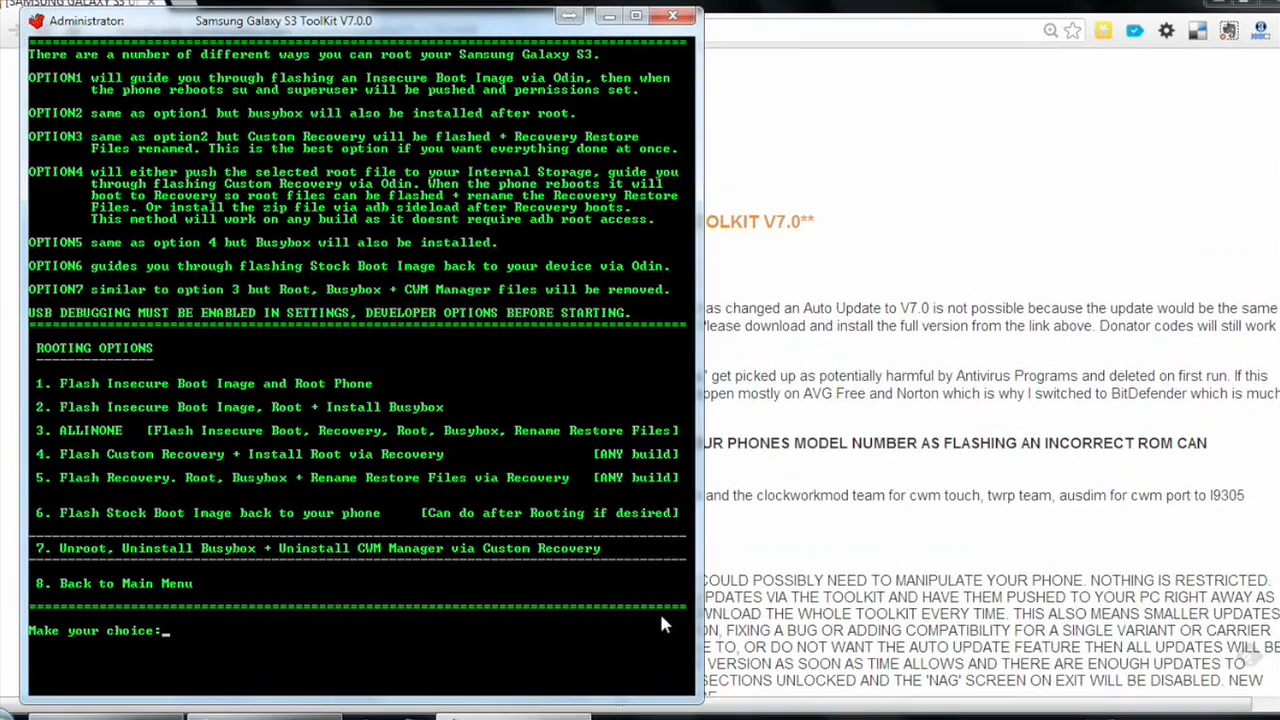 [SAMSUNG GALAXY S3 U
Administrator: Samsung Galaxy S3 ToolKit V7.0.0
There are a number of different ways you can root your Samsung Galaxy S3.
OPTION1 will guide you through flashing an Insecure Boot Image via Odin, then when
the phone reboots su and superuser will be pushed and permissions set.
OPTION2 same as option1 but busybox will also be installed after root.
OPTION3 same as option2 but Custom Recovery will be flashed + Recovery Restore
Files renamed. This is the best option if you want everything done at once.
OPTION4 will either push the selected root file to your Internal Storage, guide you
through flashing Custom Recovery via Odin. When the phone reboots it will
boot to Recovery so root files can be flashed + rename the Recovery Restore
Files. Or install the zip file via adb sideload after Recovery boots.
This method will work on any build as it doesnt require adb root access.
OPTION5 same as option 4 but Busybox will also be installed.
OPTION6 guides you through flashing Stock Boot Image back to your device via Odin.
OPTION7 similar to option 3 but Root, Busybox + CWM Manager files will be removed.
USB DEBUGGING MUST BE ENABLED IN SETTINGS, DEVELOPER OPTIONS BEFORE STARTING.
ROOTING OPTIONS
1. Flash Insecure Boot Image and Root Phone
2. Flash Insecure Boot Image, Root + Install Busybox
3. ALLINONE [Flash Insecure Boot, Recovery, Root, Busybox, Rename Restore Files]
4. Flash Custom Recovery + Install Root via Recovery [ANY build]
5. Flash Recovery. Root, Busybox + Rename Restore Files via Recovery [ANY build]
6. Flash Stock Boot Image back to your phone [Can do after Rooting if desired]
7. Unroot, Uninstall Busybox + Uninstall CWM Manager via Custom Recovery
8. Back to Main Menu
Make your choice:_
OLKIT V7.0**
has changed an Auto Update to V7.0 is not possible because the update would be the same
Please download and install the full version from the link above. Donator codes will still work
" get picked up as potentially harmful by Antivirus Programs and deleted on first run. If this
open mostly on AVG Free and Norton which is why I switched to BitDefender which is much
UR PHONES MODEL NUMBER AS FLASHING AN INCORRECT ROM CAN
and the clockworkmod team for cwm touch, twrp team, ausdim for cwm port to I9305
COULD POSSIBLY NEED TO MANIPULATE YOUR PHONE. NOTHING IS RESTRICTED.
PDATES VIA THE TOOLKIT AND HAVE THEM PUSHED TO YOUR PC RIGHT AWAY AS
WNLOAD THE WHOLE TOOLKIT EVERY TIME. THIS ALSO MEANS SMALLER UPDATES
ON, FIXING A BUG OR ADDING COMPATIBILITY FOR A SINGLE VARIANT OR CARRIER
E TO, OR DO NOT WANT THE AUTO UPDATE FEATURE THEN ALL UPDATES WILL BE
VERSION AS SOON AS TIME ALLOWS AND THERE ARE ENOUGH UPDATES TO
SECTIONS UNLOCKED AND THE 'NAG' SCREEN ON EXIT WILL BE DISABLED. NEW